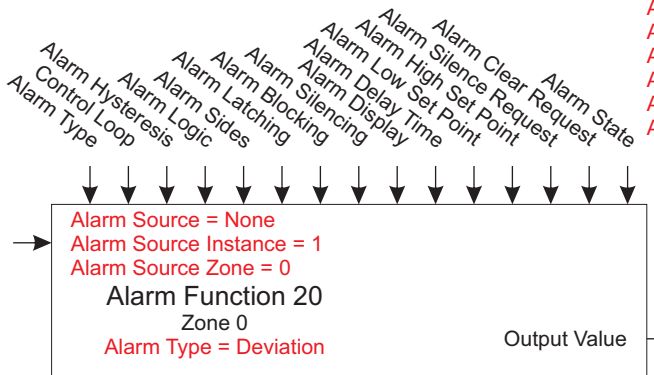 Alarm Type
Control Loop
Alarm Hysteresis
Alarm Logic
Alarm Sides
Alarm Latching
Alarm Blocking
Alarm Silencing
Alarm Display
Alarm Delay Time
Alarm Low Set Point
Alarm High Set Point
Alarm Silence Request
Alarm Clear Request
Alarm State
Alarm Source = None
Alarm Source Instance = 1
Alarm Source Zone = 0
Alarm Function 20
Zone 0
Alarm Type = Deviation
Output Value